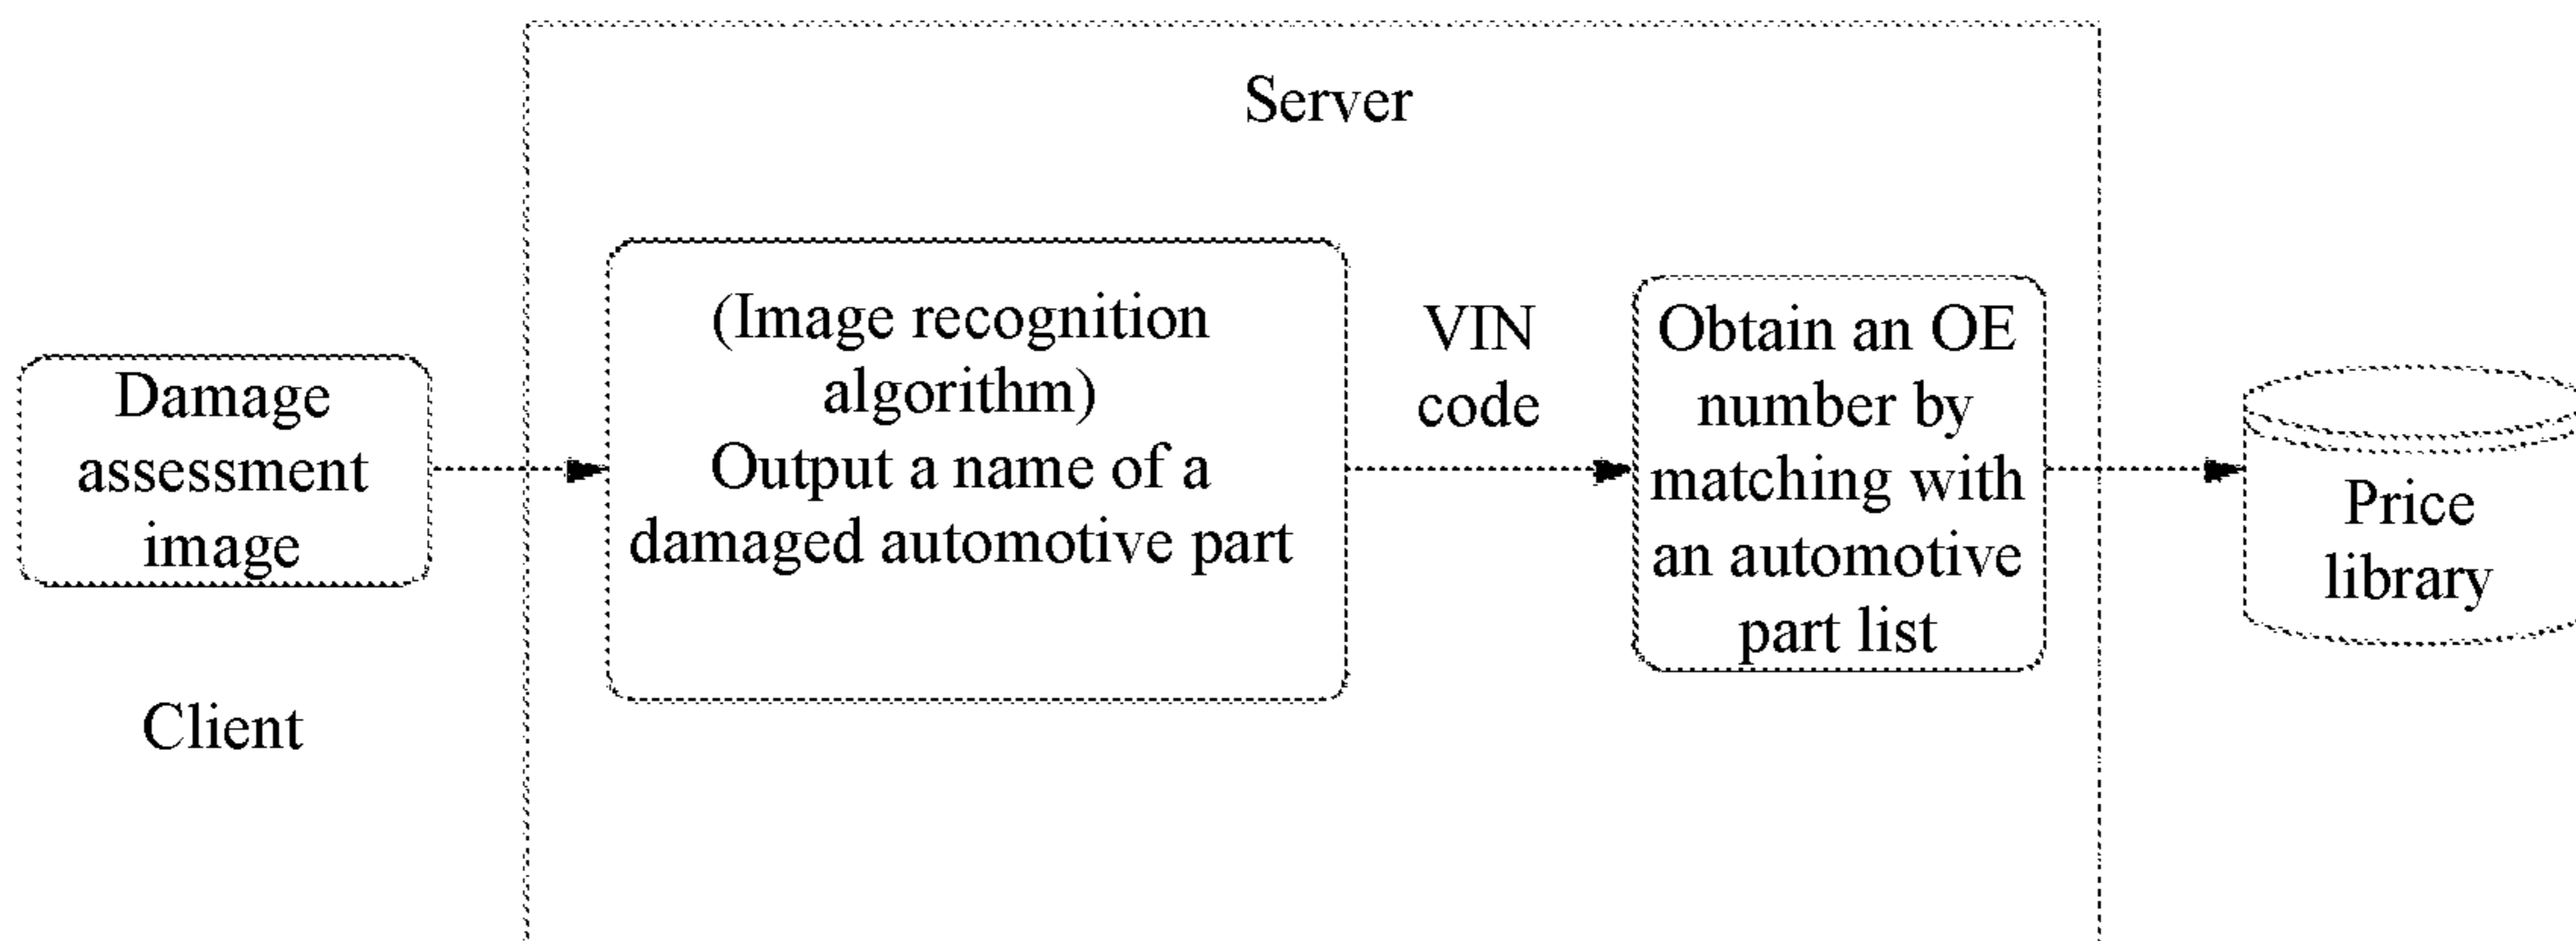 Server
Damage
assessment
image
Client
(Image recognition
algorithm)
Output a name of a
damaged automotive part
VIN
code
Obtain an OE
number by
matching with
an automotive
part list
Price
library